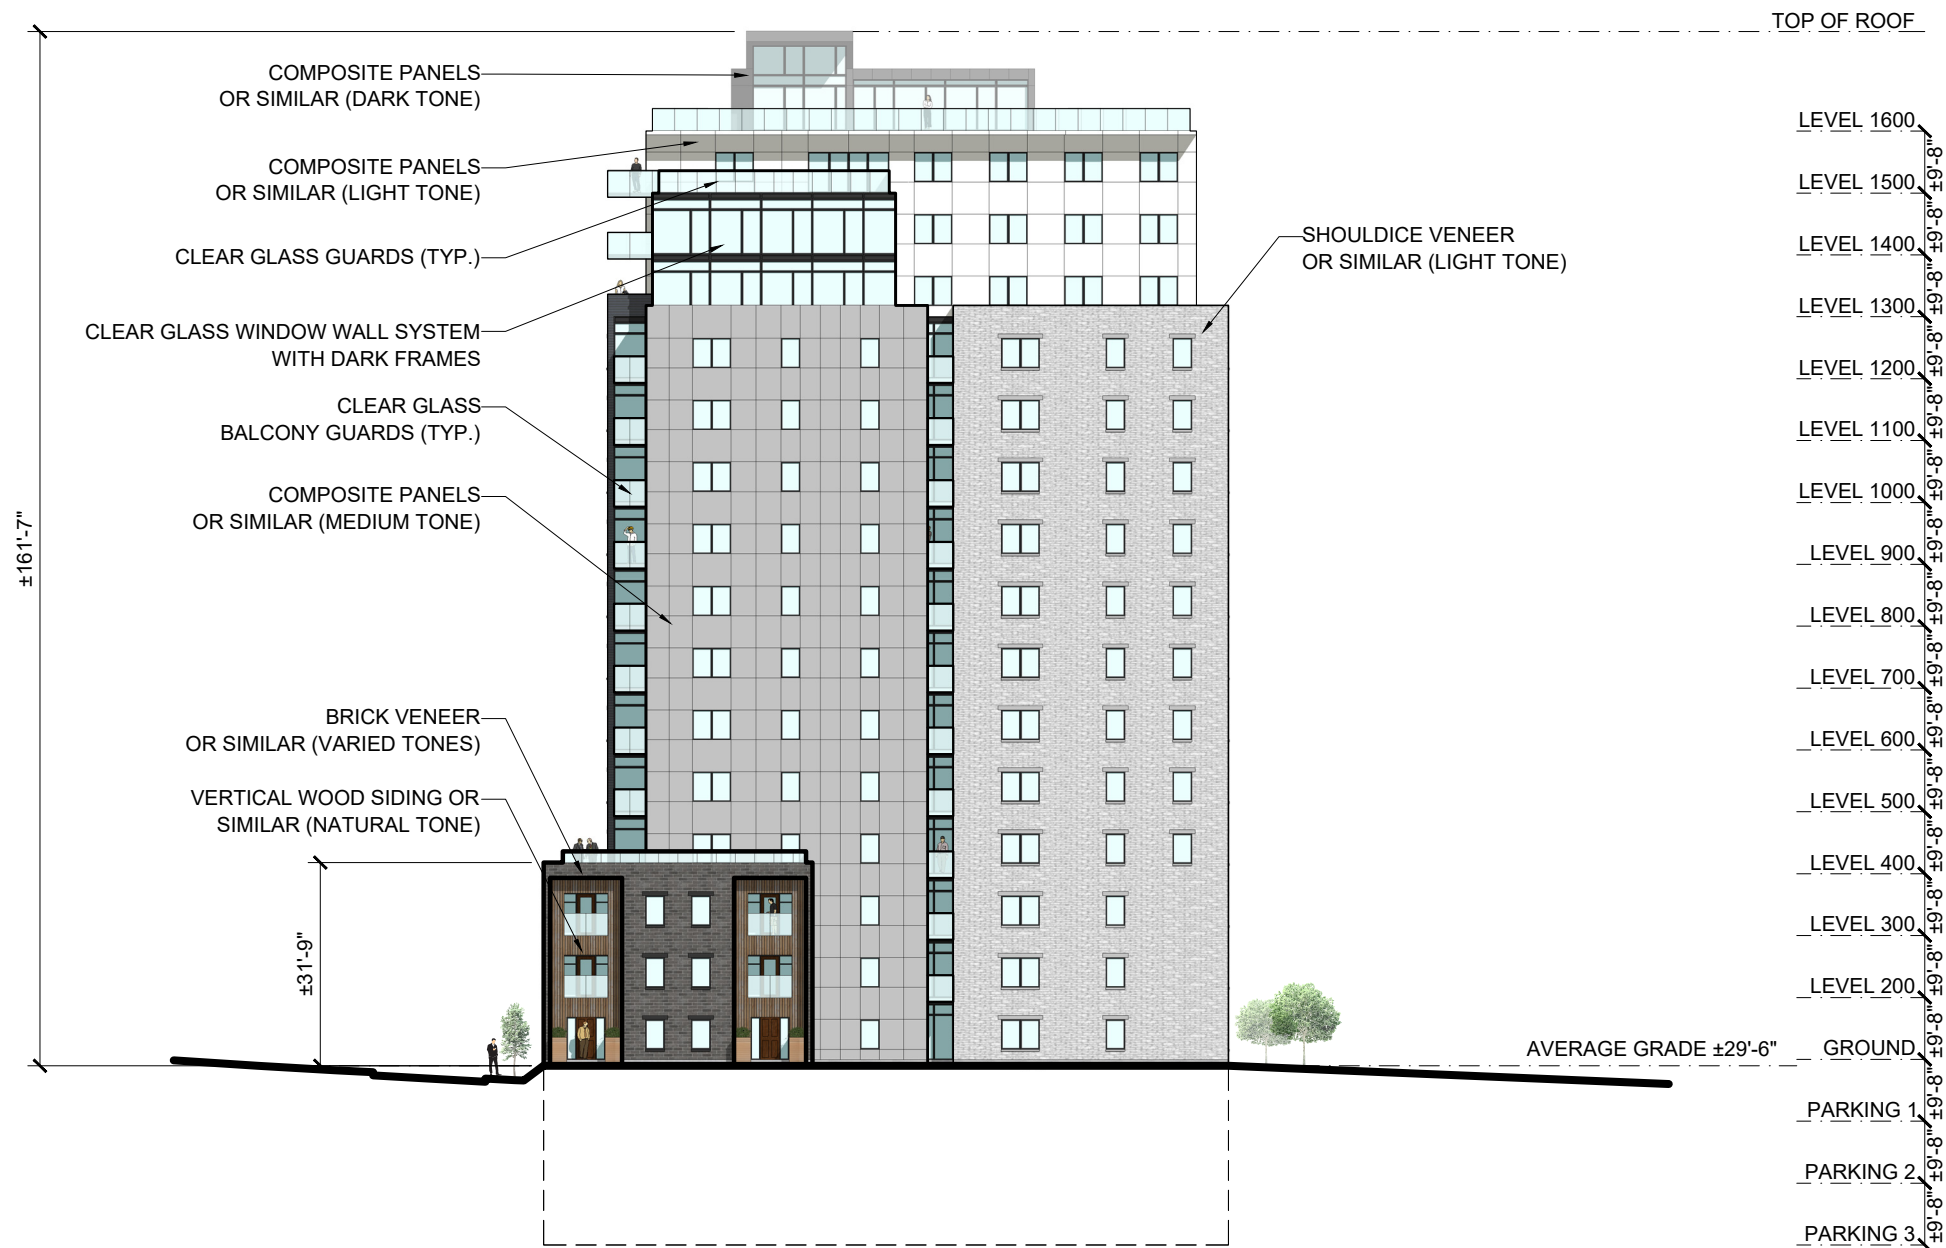 TOP OF ROOF
COMPOSITE PANELS
OR SIMILAR (DARK TONE)
COMPOSITE PANELS
OR SIMILAR (LIGHT TONE)
CLEAR GLASS GUARDS (TYP.)
CLEAR GLASS WINDOW WALL SYSTEM
WITH DARK FRAMES
CLEAR GLASS
BALCONY GUARDS (TYP.)
COMPOSITE PANELS
OR SIMILAR (MEDIUM TONE)
BRICK VENEER
OR SIMILAR (VARIED TONES)
VERTICAL WOOD SIDING OR
SIMILAR (NATURAL TONE)
±161'-7"
±31'-9"
SHOULDICE VENEER
OR SIMILAR (LIGHT TONE)
AVERAGE GRADE ±29'-6"
LEVEL 1600
±9'-8"
LEVEL 1500
±9'-8"
LEVEL 1400
±9'-8"
LEVEL 1300
±9'-8"
LEVEL 1200
±9'-8"
LEVEL 1100
±9'-8"
LEVEL 1000
±9'-8"
LEVEL 900
±9'-8"
LEVEL 800
±9'-8"
LEVEL 700
±9'-8"
LEVEL 600
±9'-8"
LEVEL 500
±9'-8"
LEVEL 400
±9'-8"
LEVEL 300
±9'-8"
LEVEL 200
±9'-8"
GROUND
±9'-8"
PARKING 1
±9'-8"
PARKING 2
±9'-8"
PARKING 3